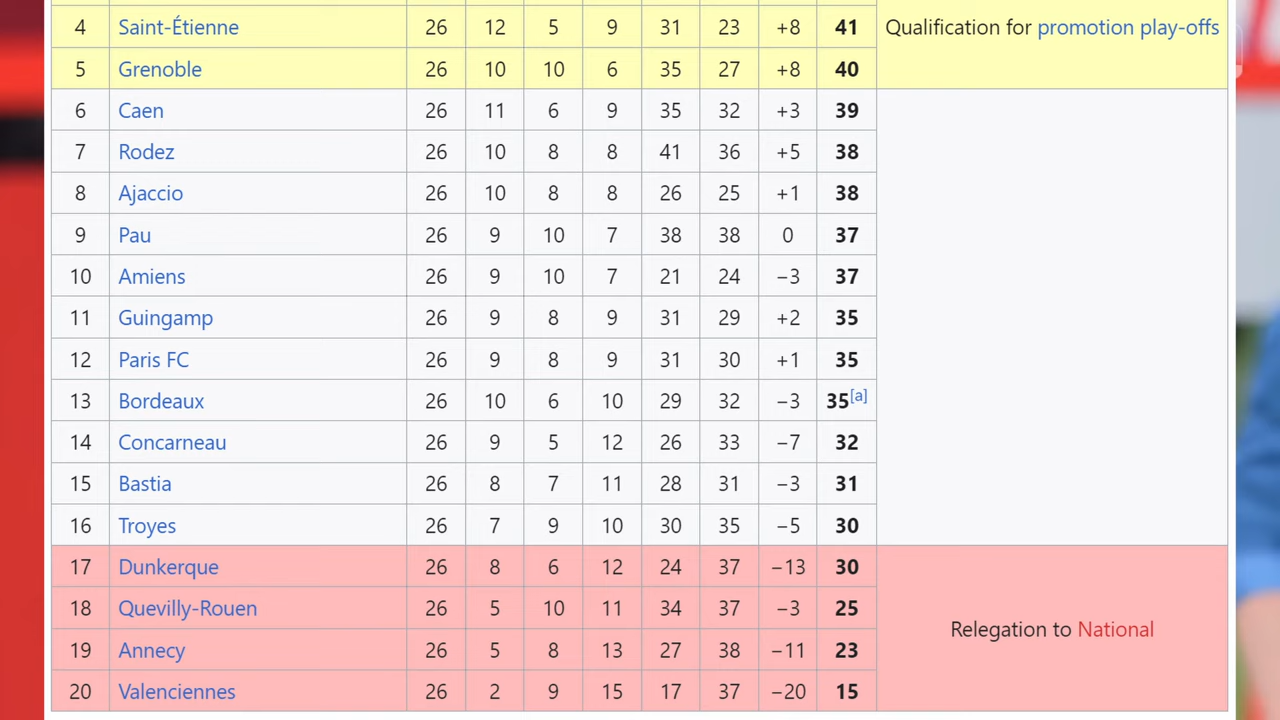 4 Saint-Étienne 26 12 5 9 31 23 +8 41 Qualification for promotion play-offs
5 Grenoble 26 10 10 6 35 27 +8 40
6 Caen 26 11 6 9 35 32 +3 39
7 Rodez 26 10 8 8 41 36 +5 38
8 Ajaccio 26 10 8 8 26 25 +1 38
9 Pau 26 9 10 7 38 38 0 37
10 Amiens 26 9 10 7 21 24 −3 37
11 Guingamp 26 9 8 9 31 29 +2 35
12 Paris FC 26 9 8 9 31 30 +1 35
13 Bordeaux 26 10 6 10 29 32 −3 35[a]
14 Concarneau 26 9 5 12 26 33 −7 32
15 Bastia 26 8 7 11 28 31 −3 31
16 Troyes 26 7 9 10 30 35 −5 30
17 Dunkerque 26 8 6 12 24 37 −13 30
18 Quevilly-Rouen 26 5 10 11 34 37 −3 25
Relegation to National
19 Annecy 26 5 8 13 27 38 −11 23
20 Valenciennes 26 2 9 15 17 37 −20 15